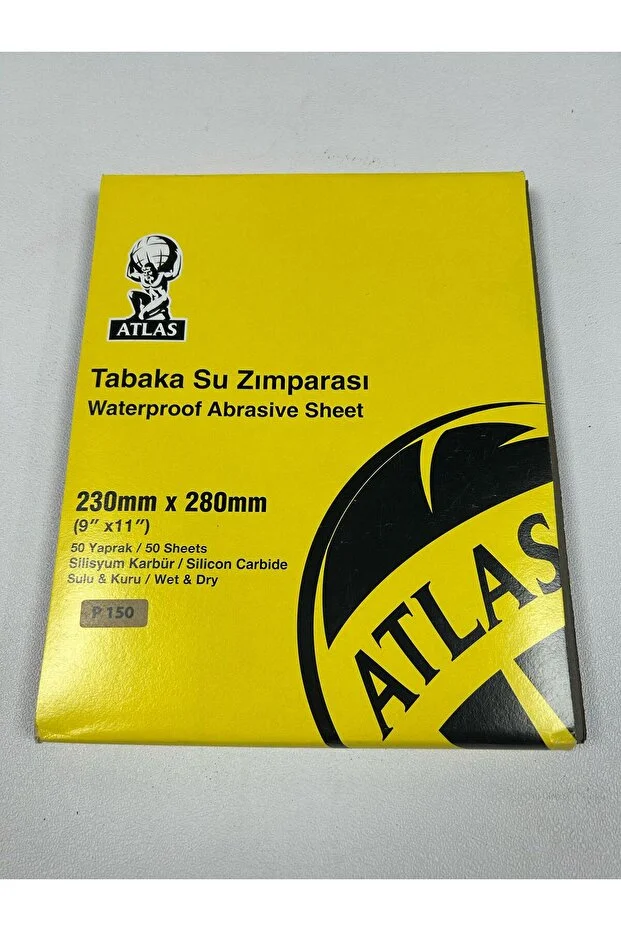 ATLAS
Tabaka Su Zımparası
Waterproof Abrasive Sheet
230mm x 280mm
(9” x11”)
50 Yaprak / 50 Sheets
Silisyum Karbür / Silicon Carbide
Sulu & Kuru / Wet & Dry
P 150
ATLAS